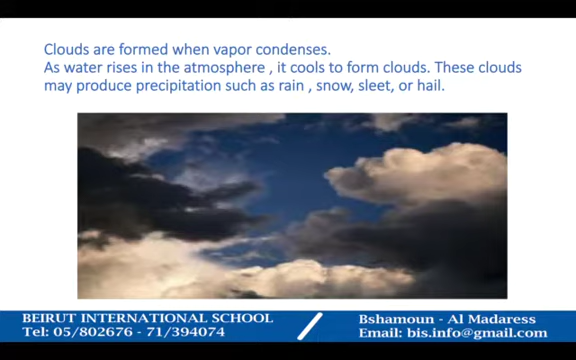 Clouds are formed when vapor condenses.
As water rises in the atmosphere , it cools to form clouds. These clouds
may produce precipitation such as rain , snow, sleet, or hail.
BEIRUT INTERNATIONAL SCHOOL
Tel: 05/802676 - 71/394074
Bshamoun - Al Madaress
Email: bis.info@gmail.com